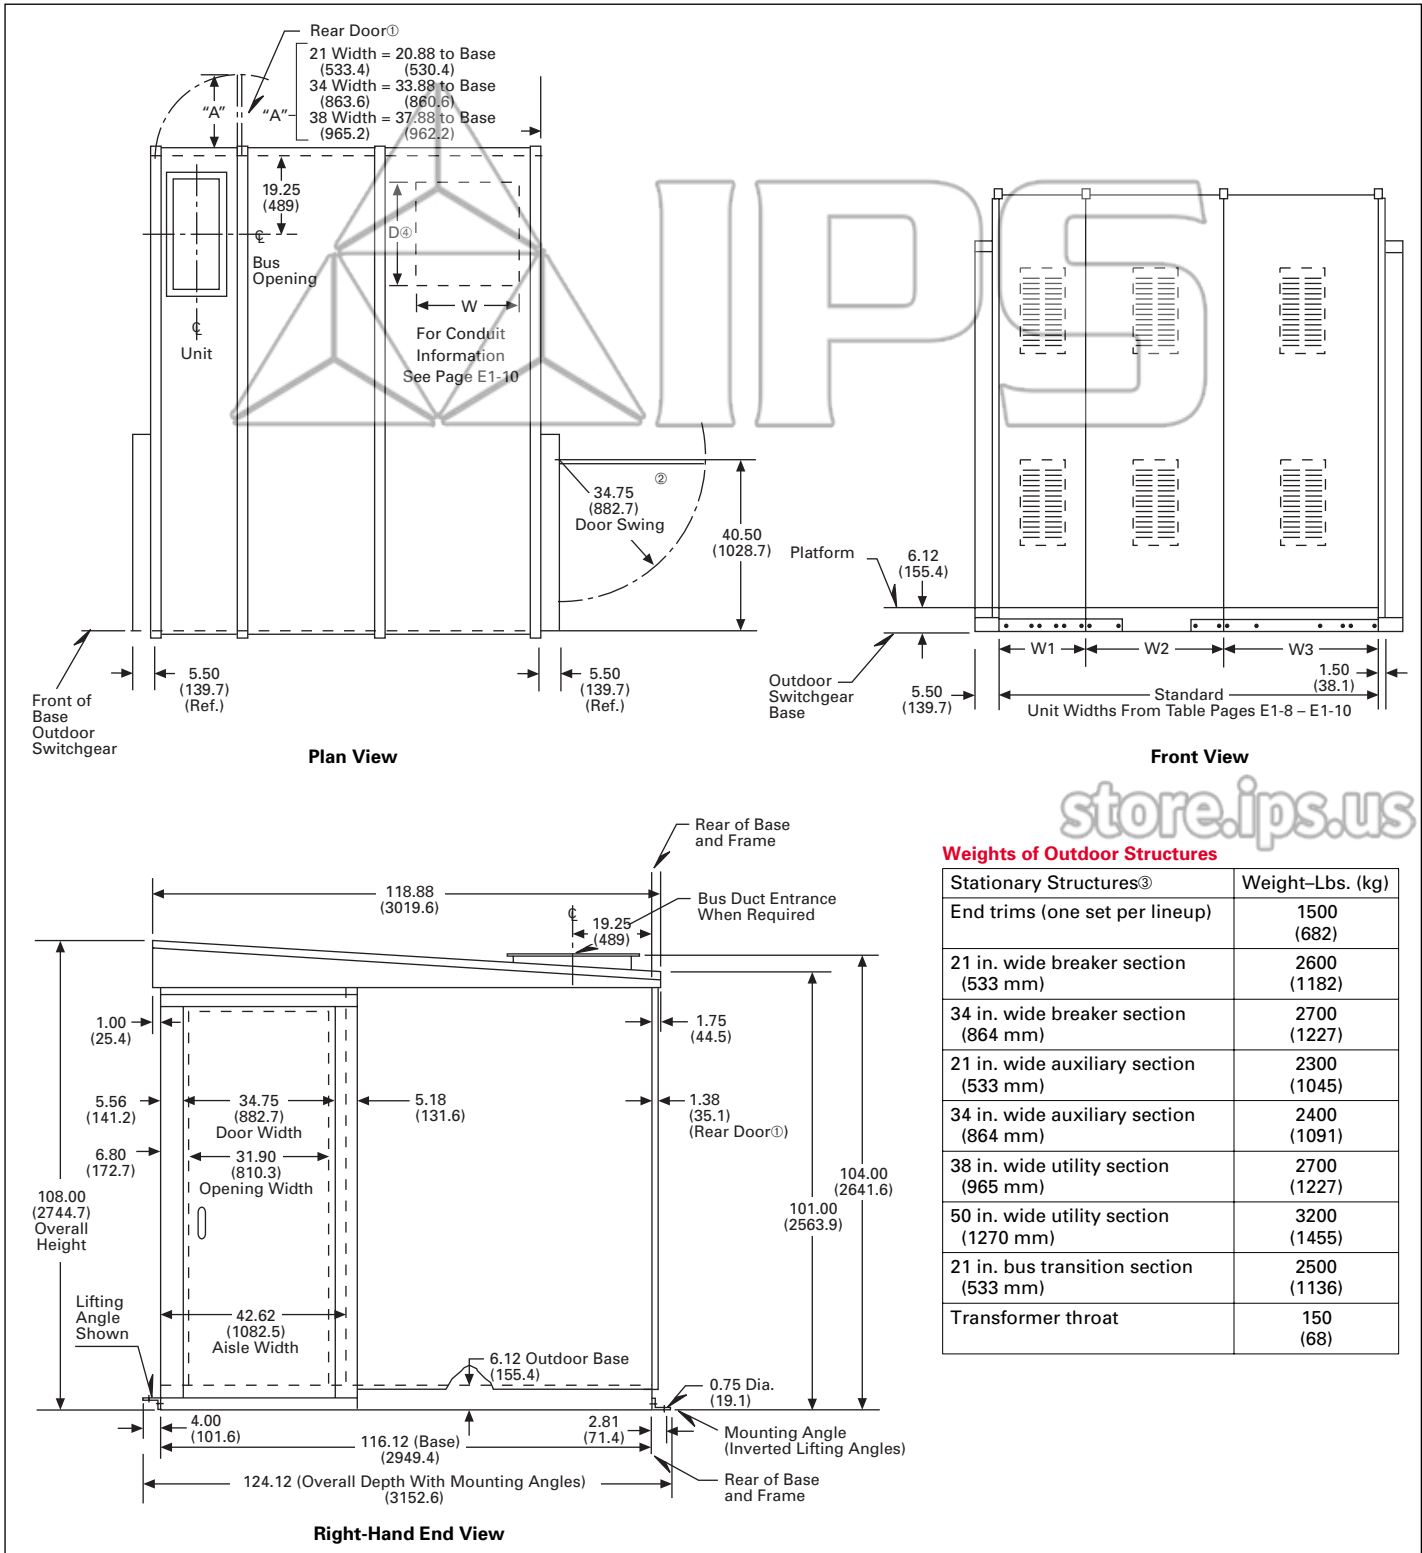 Rear Door①
21 Width = 20.88 to Base
(533.4) (530.4)
34 Width = 33.88 to Base
(863.6) (860.6)
38 Width = 37.88 to Base
(965.2) (962.2)
"A"
"A"
19.25
(489)
℄
Bus
Opening
℄
Unit
D④
W
For Conduit
Information
See Page E1-10
②
34.75
(882.7)
Door Swing
40.50
(1028.7)
5.50
(139.7)
(Ref.)
5.50
(139.7)
(Ref.)
Front of
Base
Outdoor
Switchgear
Plan View
IPS
Platform
6.12
(155.4)
Outdoor
Switchgear
Base
5.50
(139.7)
W1
W2
W3
1.50
(38.1)
Standard
Unit Widths From Table Pages E1-8 – E1-10
Front View
store.ips.us
Rear of Base
and Frame
118.88
(3019.6)
Bus Duct Entrance
When Required
℄
19.25
(489)
1.00
(25.4)
1.75
(44.5)
5.56
(141.2)
34.75
(882.7)
Door Width
5.18
(131.6)
1.38
(35.1)
(Rear Door①)
6.80
(172.7)
31.90
(810.3)
Opening Width
104.00
(2641.6)
101.00
(2563.9)
108.00
(2744.7)
Overall
Height
Lifting
Angle
Shown
42.62
(1082.5)
Aisle Width
6.12 Outdoor Base
(155.4)
0.75 Dia.
(19.1)
4.00
(101.6)
2.81
(71.4)
Mounting Angle
(Inverted Lifting Angles)
116.12 (Base)
(2949.4)
124.12 (Overall Depth With Mounting Angles)
(3152.6)
Rear of Base
and Frame
Right-Hand End View
Weights of Outdoor Structures
Stationary Structures③ Weight–Lbs. (kg)
End trims (one set per lineup) 1500
(682)
21 in. wide breaker section 2600
(533 mm) (1182)
34 in. wide breaker section 2700
(864 mm) (1227)
21 in. wide auxiliary section 2300
(533 mm) (1045)
34 in. wide auxiliary section 2400
(864 mm) (1091)
38 in. wide utility section 2700
(965 mm) (1227)
50 in. wide utility section 3200
(1270 mm) (1455)
21 in. bus transition section 2500
(533 mm) (1136)
Transformer throat 150
(68)